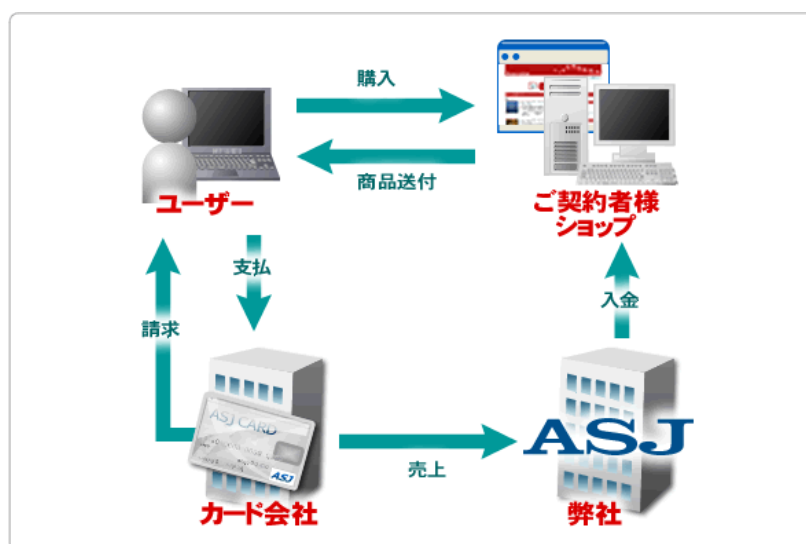 購入
商品送付
ユーザー
ご契約者様
ショップ
支払
請求
入金
ASJ CARD
ASJ
売上
ASJ
カード会社
弊社